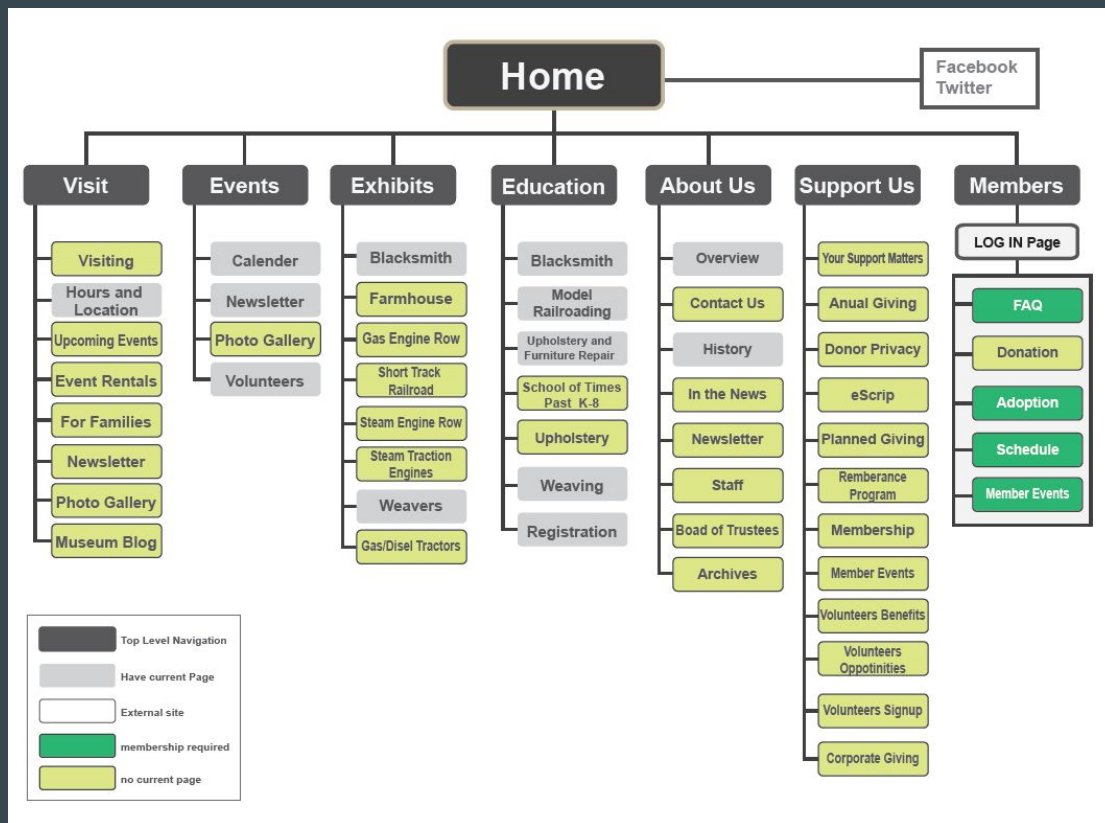 Home
Facebook
Twitter
Visit
Events
Exhibits
Education
About Us
Support Us
Members
Visiting
Hours and
Location
Upcoming Events
Event Rentals
For Families
Newsletter
Photo Gallery
Museum Blog
Calender
Newsletter
Photo Gallery
Volunteers
Blacksmith
Farmhouse
Gas Engine Row
Short Track
Railroad
Steam Engine Row
Steam Traction
Engines
Weavers
Gas/Disel Tractors
Blacksmith
Model
Railroading
Upholstery and
Furniture Repair
School of Times
Past K-8
Upholstery
Weaving
Registration
Overview
Contact Us
History
In the News
Newsletter
Staff
Boad of Trustees
Archives
Your Support Matters
Anual Giving
Donor Privacy
eScrip
Planned Giving
Remberance
Program
Membership
Member Events
Volunteers Benefits
Volunteers
Oppotinities
Volunteers Signup
Corporate Giving
LOG IN Page
FAQ
Donation
Adoption
Schedule
Member Events
Top Level Navigation
Have current Page
External site
membership required
no current page